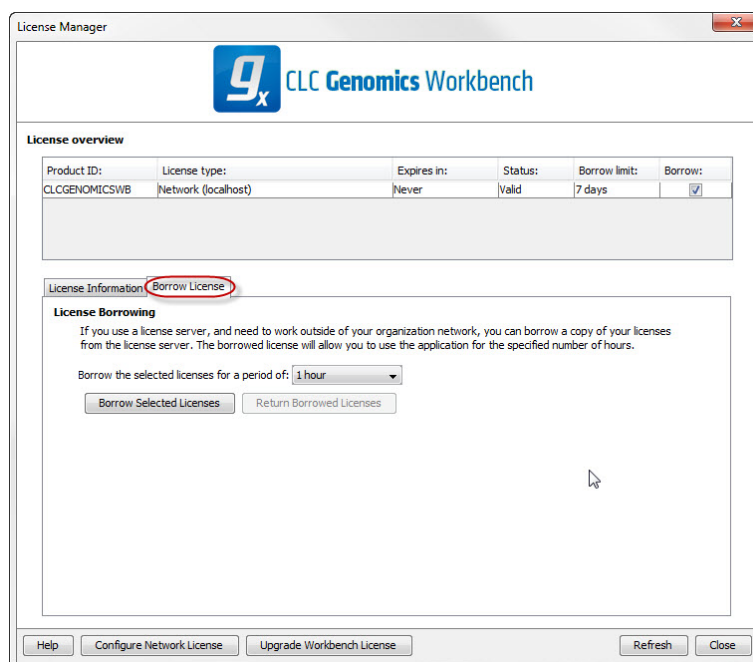 License Manager
gx CLC Genomics Workbench
License overview
Product ID: License type: Expires in: Status: Borrow limit: Borrow:
CLCGENOMICSWB Network (localhost) Never Valid 7 days
License Information Borrow License
License Borrowing
If you use a license server, and need to work outside of your organization network, you can borrow a copy of your licenses
from the license server. The borrowed license will allow you to use the application for the specified number of hours.
Borrow the selected licenses for a period of: 1 hour
Borrow Selected Licenses Return Borrowed Licenses
Help Configure Network License Upgrade Workbench License Refresh Close